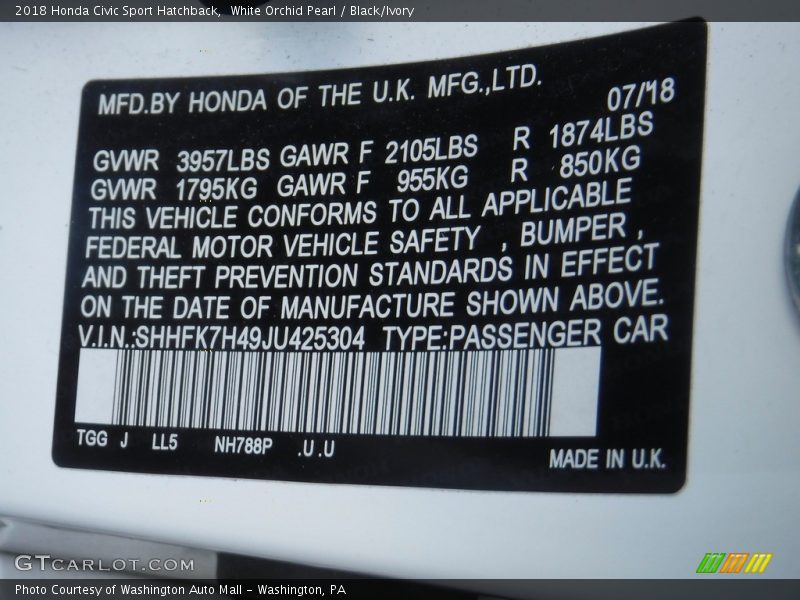 2018 Honda Civic Sport Hatchback,  White Orchid Pearl / Black/Ivory
MFD.BY HONDA OF THE U.K. MFG.,LTD.
07/'18
GVWR 3957LBS GAWR F 2105LBS R 1874LBS
GVWR 1795KG GAWR F 955KG R 850KG
THIS VEHICLE CONFORMS TO ALL APPLICABLE
FEDERAL MOTOR VEHICLE SAFETY , BUMPER ,
AND THEFT PREVENTION STANDARDS IN EFFECT
ON THE DATE OF MANUFACTURE SHOWN ABOVE.
V.I.N.:SHHFK7H49JU425304 TYPE:PASSENGER CAR
TGG J LL5 NH788P .U .U
MADE IN U.K.
GTCARLOT.COM
Photo Courtesy of Washington Auto Mall - Washington, PA